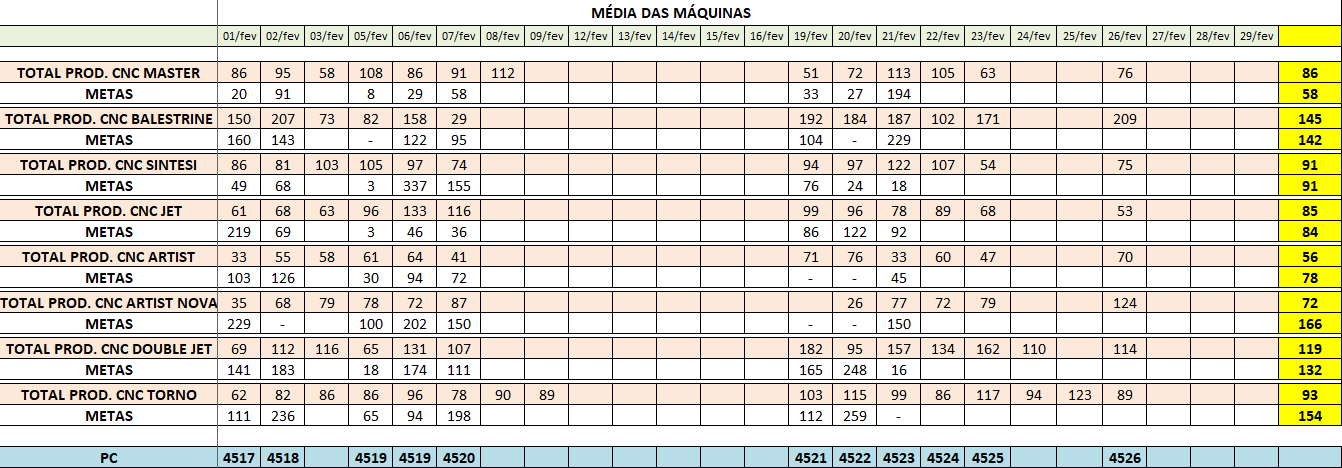 MÉDIA DAS MÁQUINAS
01/fev 02/fev 03/fev 05/fev 06/fev 07/fev 08/fev 09/fev 12/fev 13/fev 14/fev 15/fev 16/fev 19/fev 20/fev 21/fev 22/fev 23/fev 24/fev 25/fev 26/fev 27/fev 28/fev 29/fev
TOTAL PROD. CNC MASTER 86 95 58 108 86 91 112 51 72 113 105 63 76 86
METAS 20 91 8 29 58 33 27 194 58
TOTAL PROD. CNC BALESTRINE 150 207 73 82 158 29 192 184 187 102 171 209 145
METAS 160 143 - 122 95 104 - 229 142
TOTAL PROD. CNC SINTESI 86 81 103 105 97 74 94 97 122 107 54 75 91
METAS 49 68 3 337 155 76 24 18 91
TOTAL PROD. CNC JET 61 68 63 96 133 116 99 96 78 89 68 53 85
METAS 219 69 3 46 36 86 122 92 84
TOTAL PROD. CNC ARTIST 33 55 58 61 64 41 71 76 33 60 47 70 56
METAS 103 126 30 94 72 - - 45 78
TOTAL PROD. CNC ARTIST NOVA 35 68 79 78 72 87 26 77 72 79 124 72
METAS 229 - 100 202 150 - - 150 166
TOTAL PROD. CNC DOUBLE JET 69 112 116 65 131 107 182 95 157 134 162 110 114 119
METAS 141 183 18 174 111 165 248 16 132
TOTAL PROD. CNC TORNO 62 82 86 86 96 78 90 89 103 115 99 86 117 94 123 89 93
METAS 111 236 65 94 198 112 259 - 154
PC 4517 4518 4519 4519 4520 4521 4522 4523 4524 4525 4526